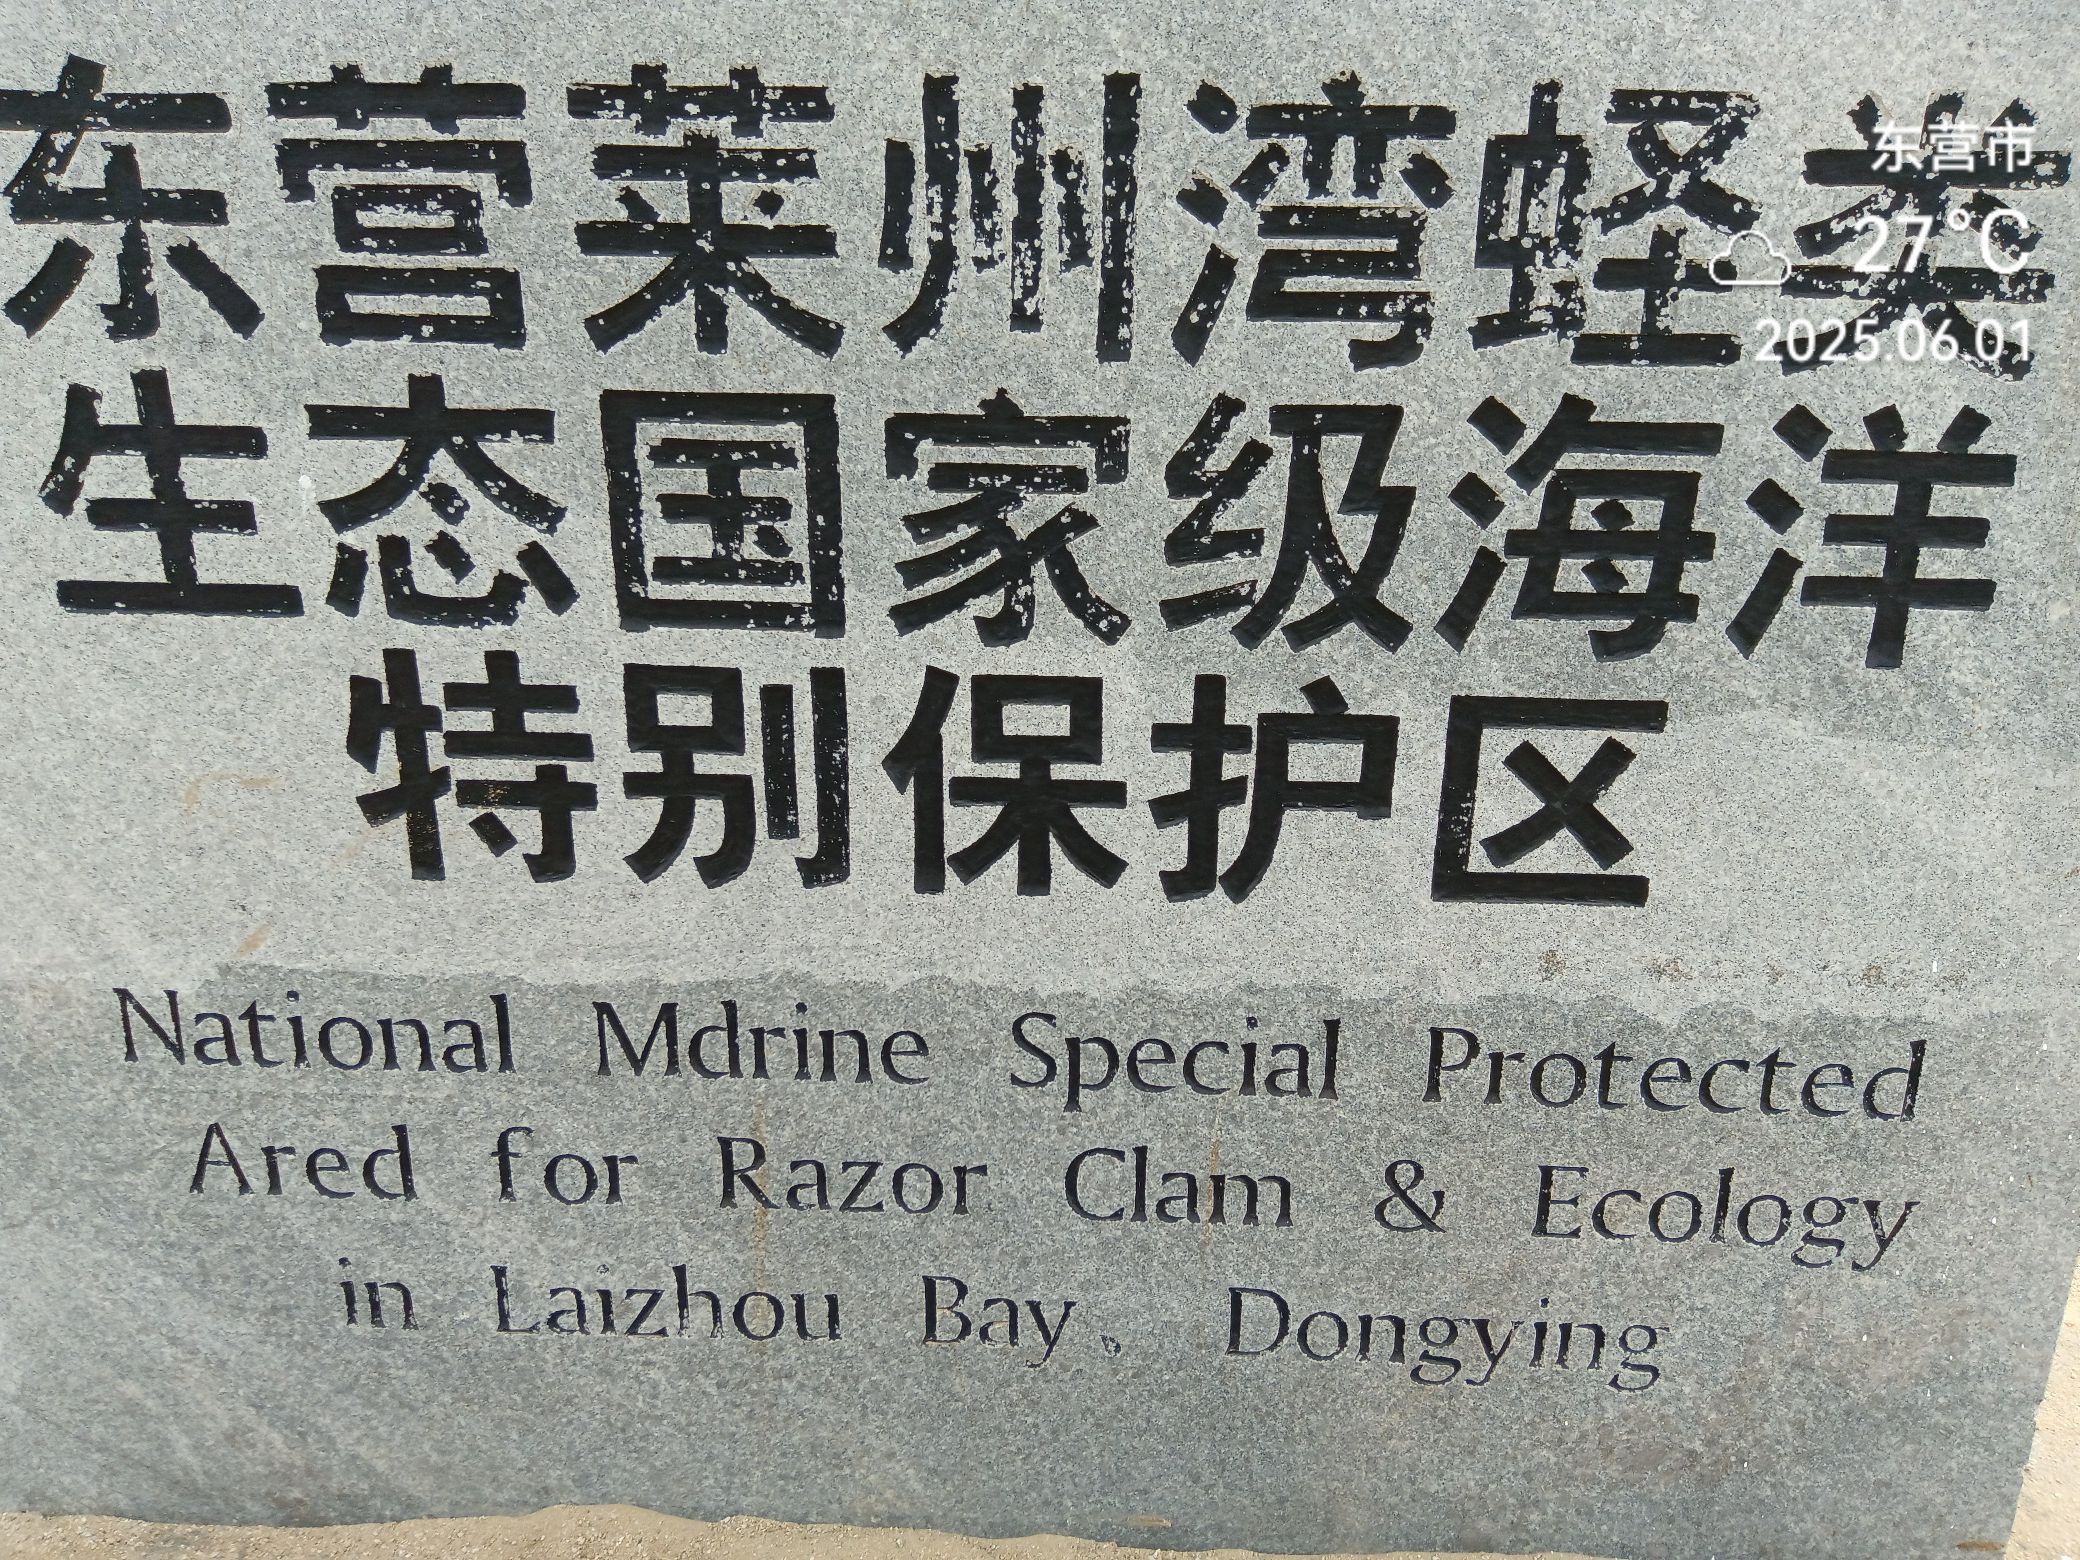 东营莱州湾蛏类
生态国家级海洋
特别保护区
National Mdrine Special Protected
Ared for Razor Clam & Ecology
in Laizhou Bay、Dongying
东营市
27°C
2025.06.01